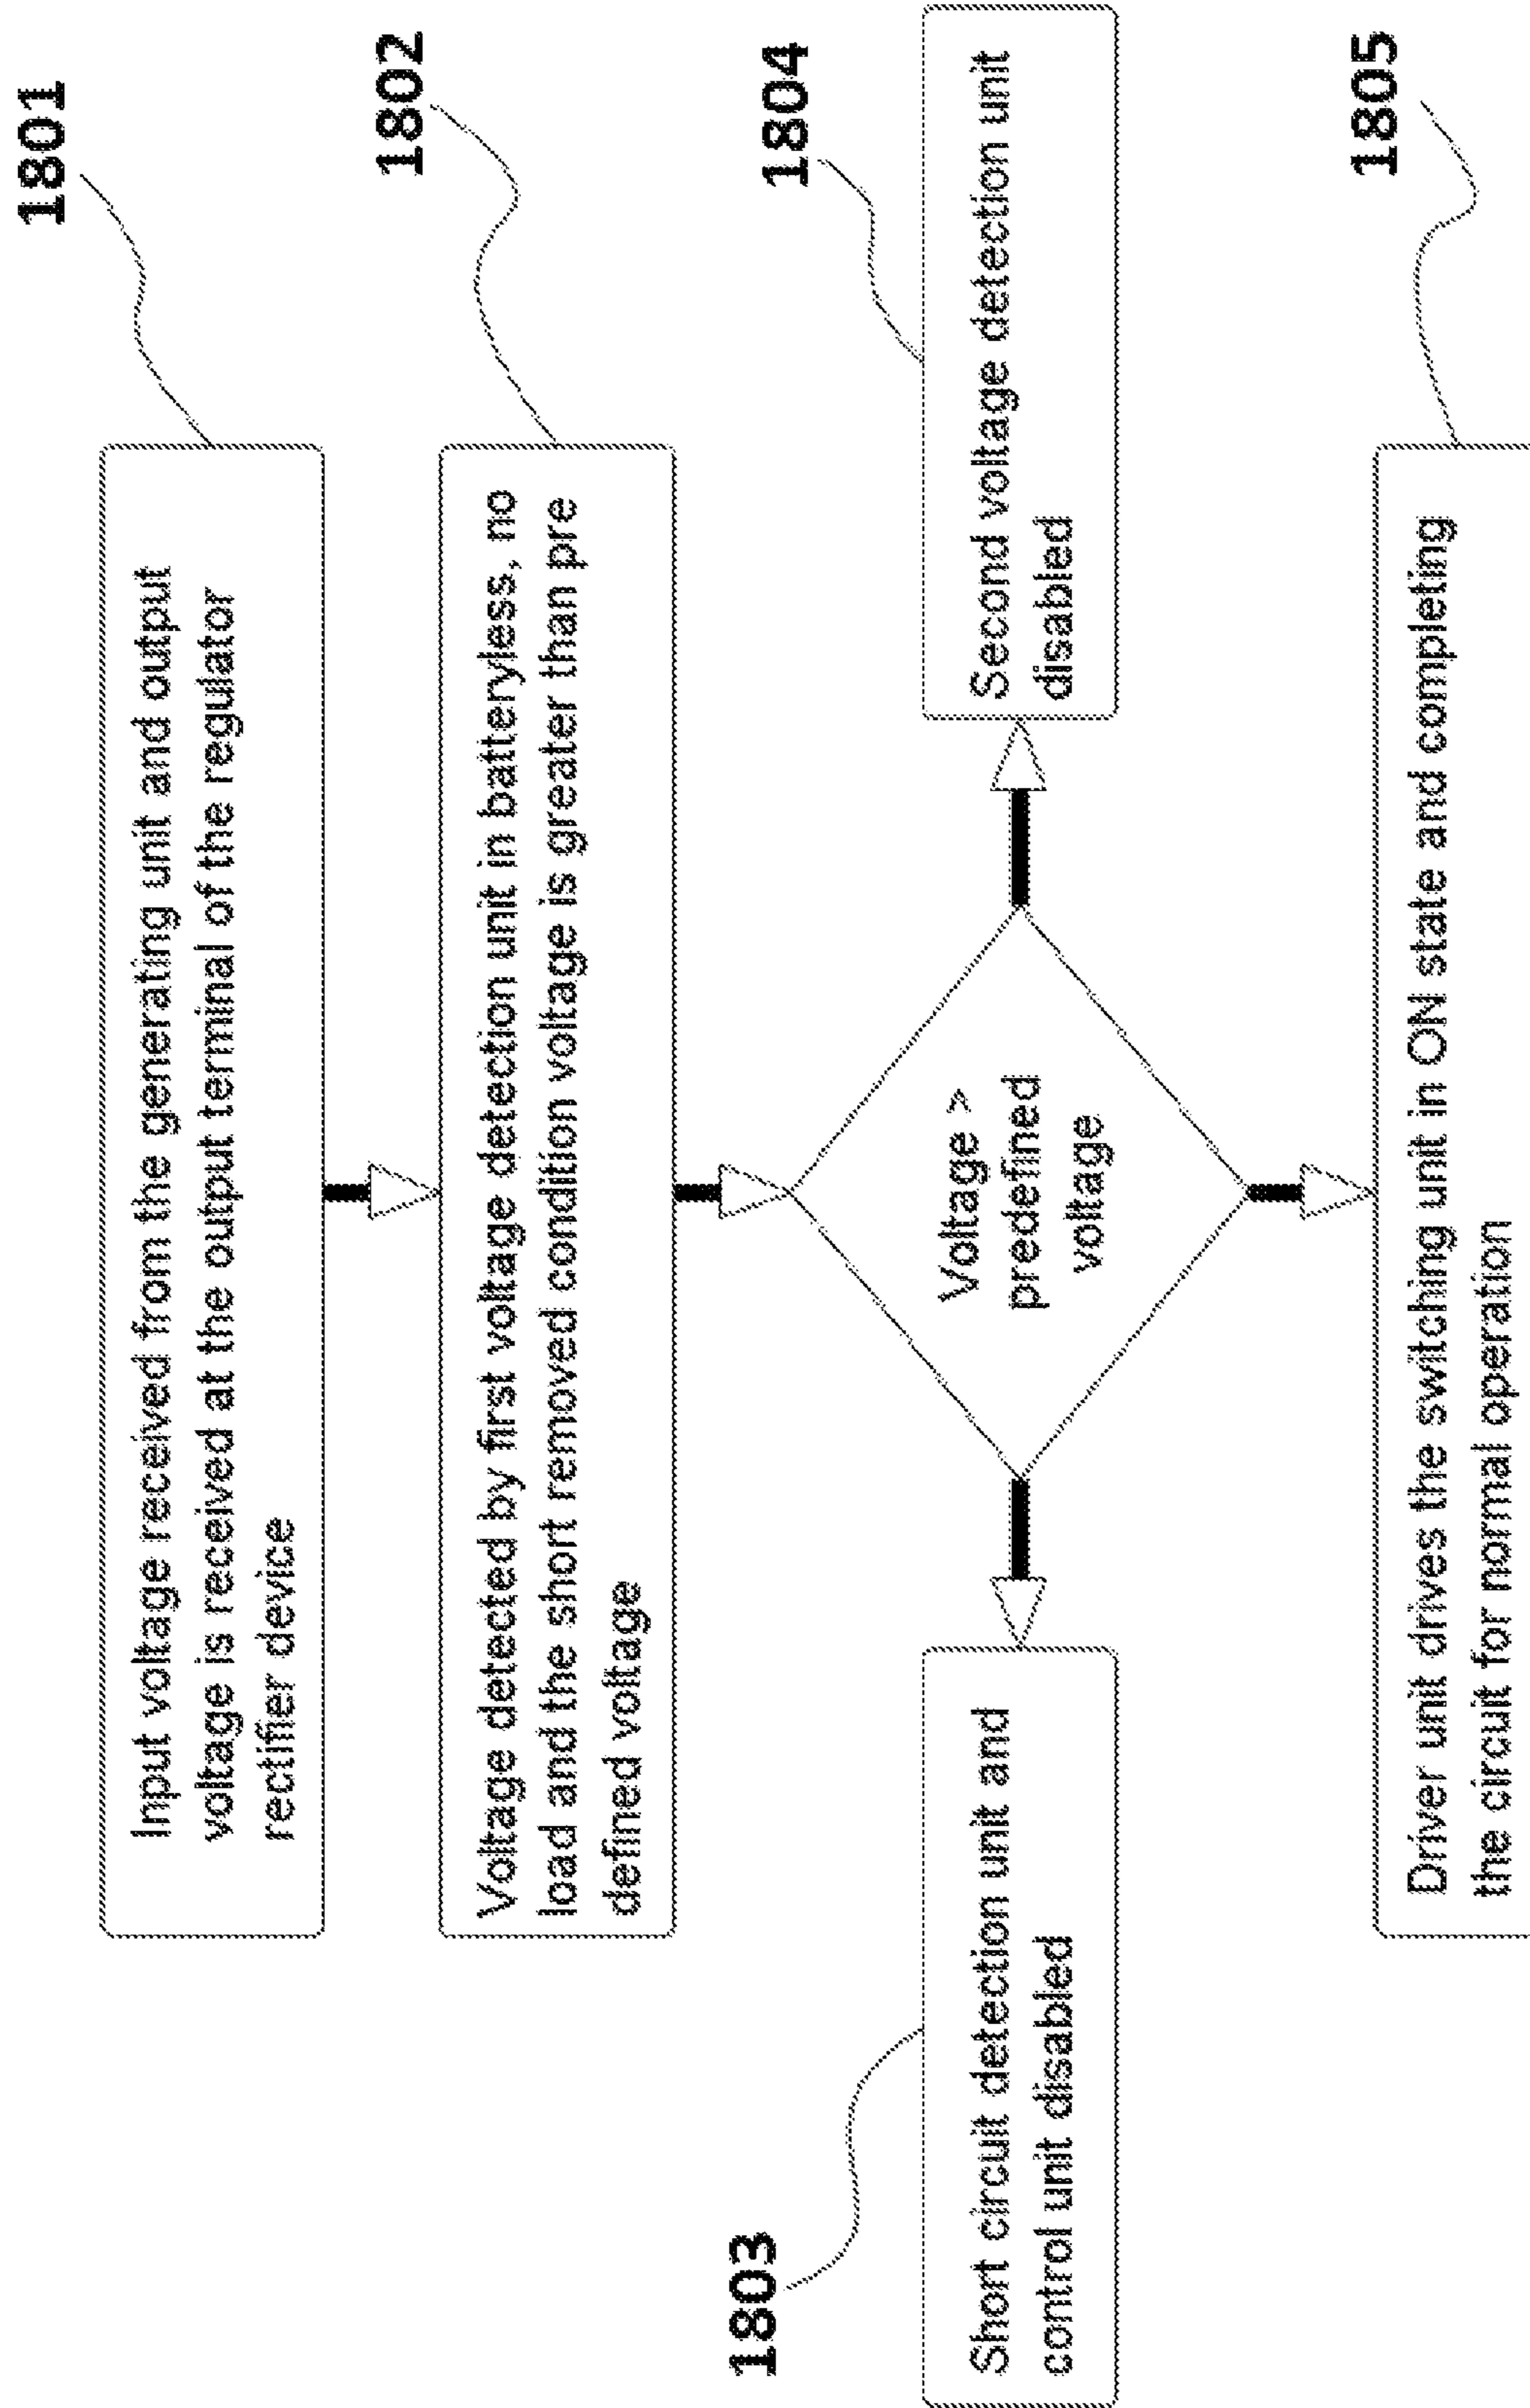 1801
Input voltage received from the generating unit and output
voltage is received at the output terminal of the regulator
rectifier device
1802
Voltage detected by first voltage detection unit in batteryless, no
load and the short removed condition voltage is greater than pre
defined voltage
Voltage >
predefined
voltage
1803
Short circuit detection unit and
control unit disabled
1804
Second voltage detection unit
disabled
1805
Driver unit drives the switching unit in ON state and completing
the circuit for normal operation